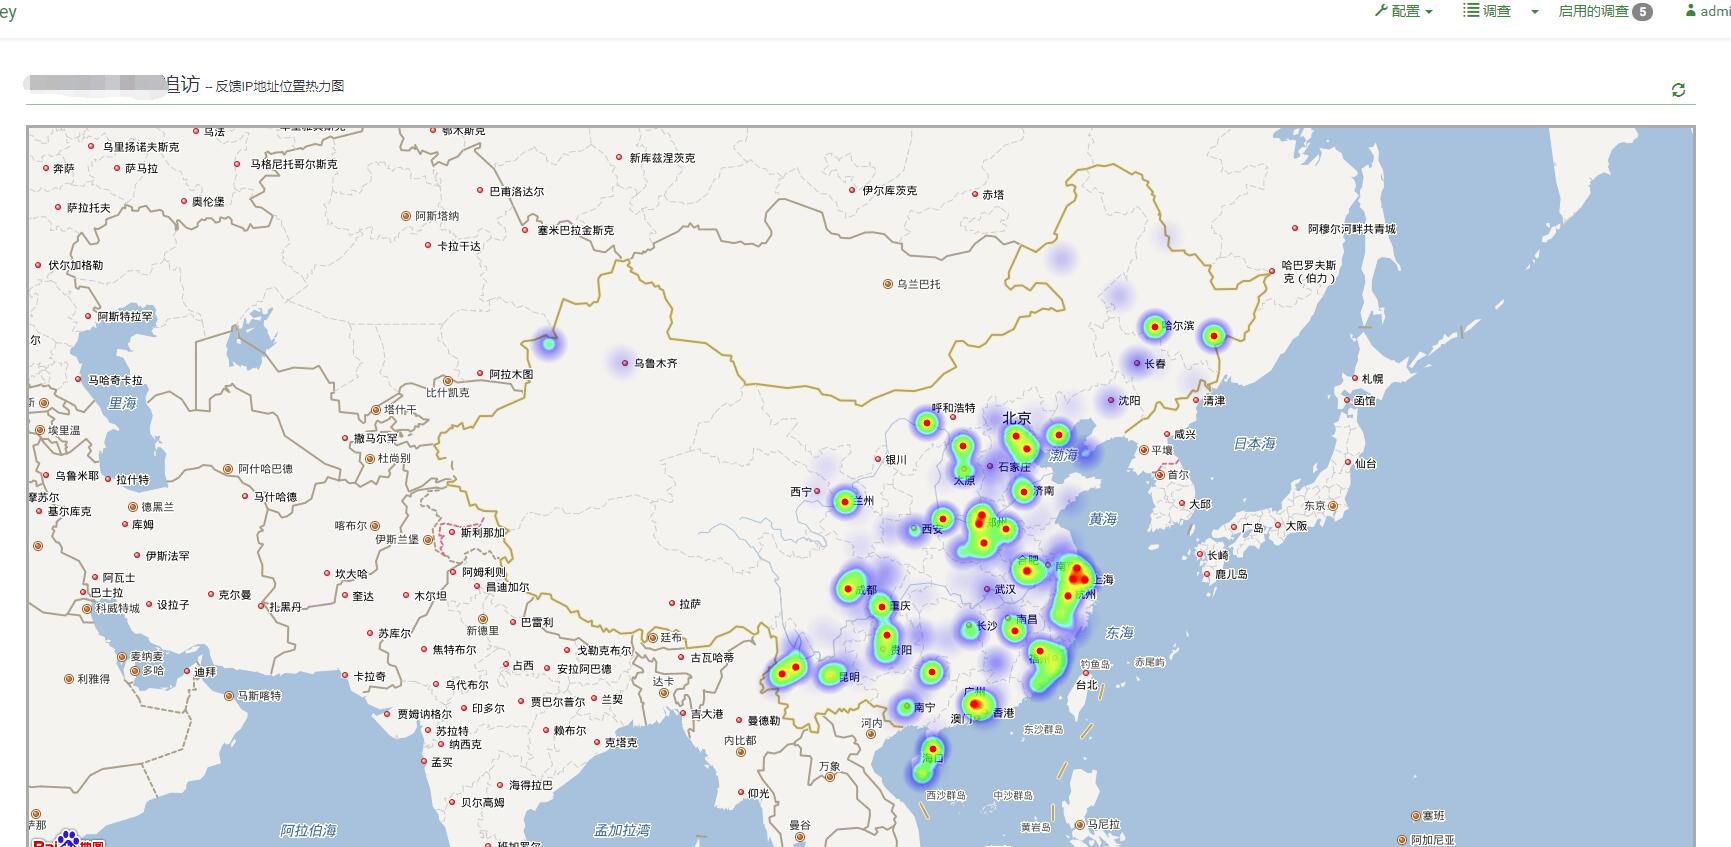 ey
配置
调查
启用的调查 5
admi
追访 -- 反馈IP地址位置热力图
乌法
鄂木斯克
乌里扬诺夫斯克
新库兹涅茨克
奔萨
萨马拉
马格尼托哥尔斯克
巴甫洛达尔
伊尔库茨克
赤塔
萨拉托夫
奥伦堡
阿斯塔纳
塞米巴拉金斯克
阿穆尔河畔共青城
卡拉干达
伏尔加格勒
哈巴罗夫斯
克（伯力）
乌兰巴托
阿斯特拉罕
哈尔滨
尔
乌鲁木齐
长春
阿拉木图
马哈奇卡拉
札幌
比什凯克
里海
沈阳
清津
函馆
塔什干
呼和浩特
北京
埃里温
撒马尔罕
咸兴
日本海
平壤
渤海
杜尚别
银川
石家庄
仙台
阿什哈巴德
乌鲁米耶
拉什特
太原
首尔
西宁
济南
摩苏尔
马什哈德
兰州
大邱
东京
基尔库克
德黑兰
黄海
库姆
喀布尔
西安
郑州
广岛
大阪
斯利那加
伊斯兰堡
伊斯法罕
长崎
合肥
南
阿瓦士
坎大哈
阿姆利则
上海
鹿儿岛
巴士拉
昌迪加尔
成都
武汉
杭州
克尔曼
奎达
木尔坦
科威特城
设拉子
扎黑丹
拉萨
重庆
巴雷利
南昌
新德里
长沙
苏库尔
东海
廷布
焦特布尔
戈勒克布尔
贵阳
麦纳麦
古瓦哈蒂
福州
钓鱼岛
赤尾屿
多哈
迪拜
占西
安拉阿巴德
利雅得
卡拉奇
昆明
乌代布尔
达卡
台北
马斯喀特
贾巴尔普尔
兰契
广州
印多尔
南宁
贾姆讷格尔
吉大港
香港
曼德勒
澳门
河内
苏拉特
赖布尔
东沙群岛
纳西克
克塔克
内比都
海口
孟买
万象
海得拉巴
仰光
西沙群岛
中沙群岛
贝尔高姆
塞班
曼谷
黄岩岛
马尼拉
阿拉伯海
孟加拉湾
阿加尼亚
Bai 地图
班加罗尔